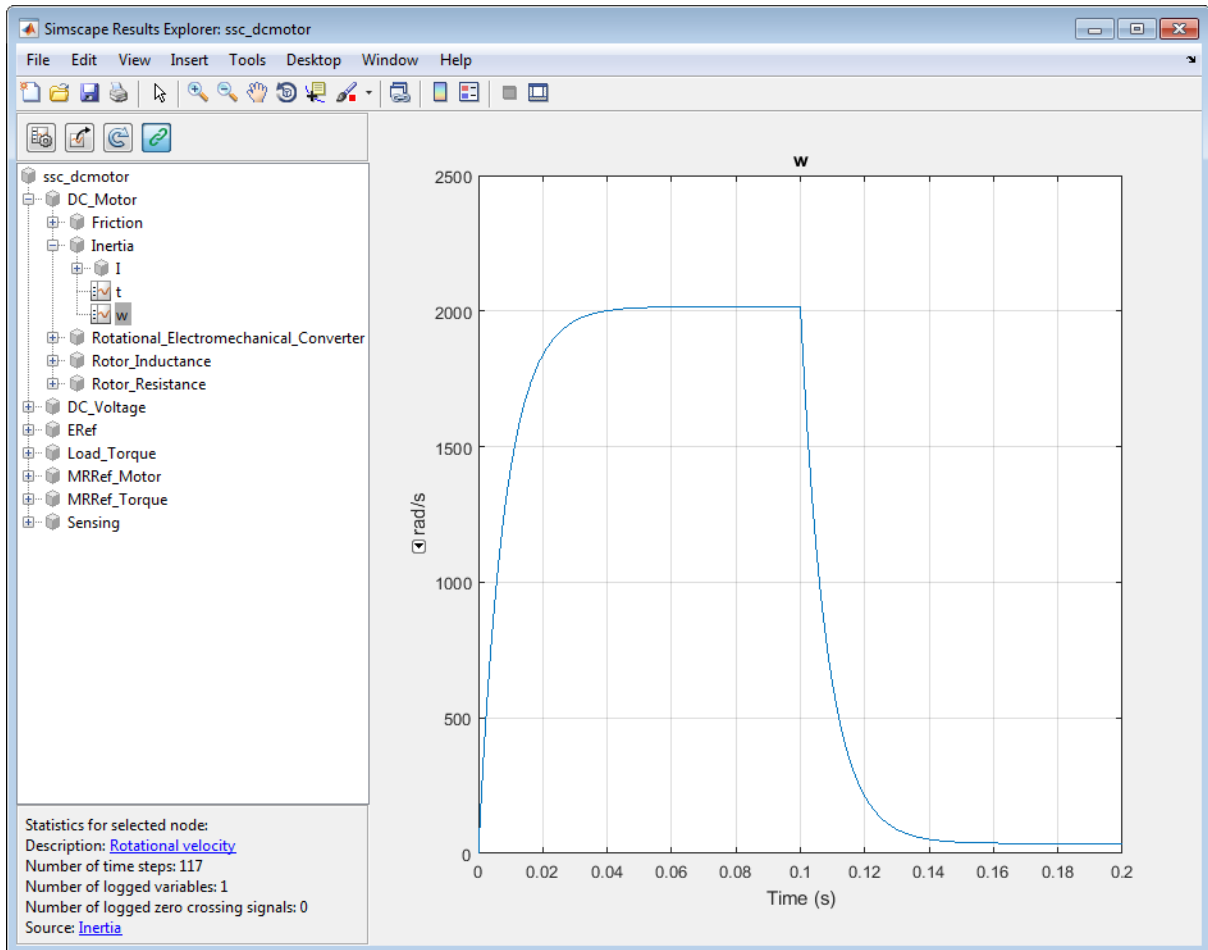 Simscape Results Explorer: ssc_dcmotor
File Edit View Insert Tools Desktop Window Help
ssc_dcmotor
DC_Motor
Friction
Inertia
I
t
w
Rotational_Electromechanical_Converter
Rotor_Inductance
Rotor_Resistance
DC_Voltage
ERef
Load_Torque
MRRef_Motor
MRRef_Torque
Sensing
Statistics for selected node:
Description: Rotational velocity
Number of time steps: 117
Number of logged variables: 1
Number of logged zero crossing signals: 0
Source: Inertia
w
2500
2000
1500
1000
500
0
rad/s
0 0.02 0.04 0.06 0.08 0.1 0.12 0.14 0.16 0.18 0.2
Time (s)